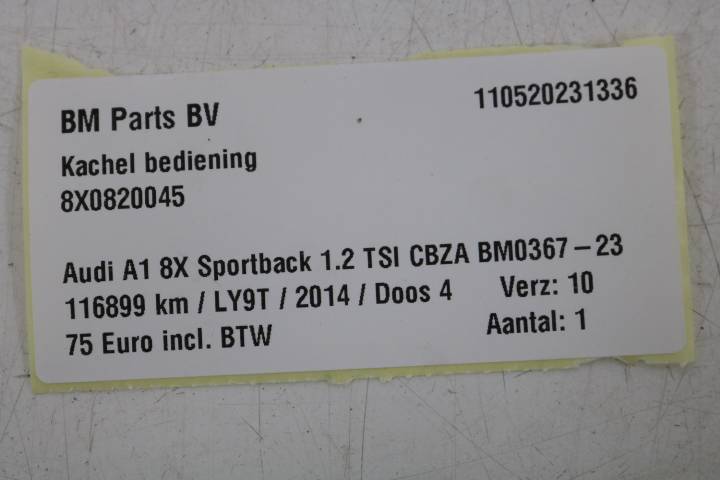 BM Parts BV 110520231336
Kachel bediening
8X0820045
Audi A1 8X Sportback 1.2 TSI CBZA BM0367-23
116899 km / LY9T / 2014 / Doos 4 Verz: 10
75 Euro incl. BTW Aantal: 1